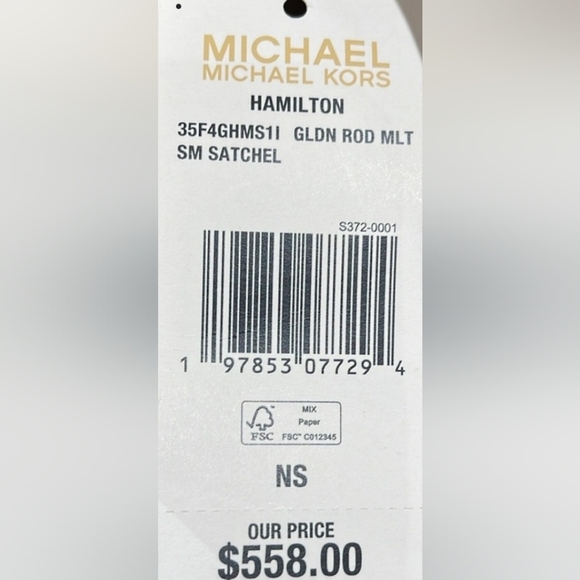 MICHAEL
MICHAEL KORS
HAMILTON
35F4GHMS1I GLDN ROD MLT
SM SATCHEL
S372-0001
1 97853 07729 4
MIX
Paper
FSC™ C012345
FSC
NS
OUR PRICE
$558.00